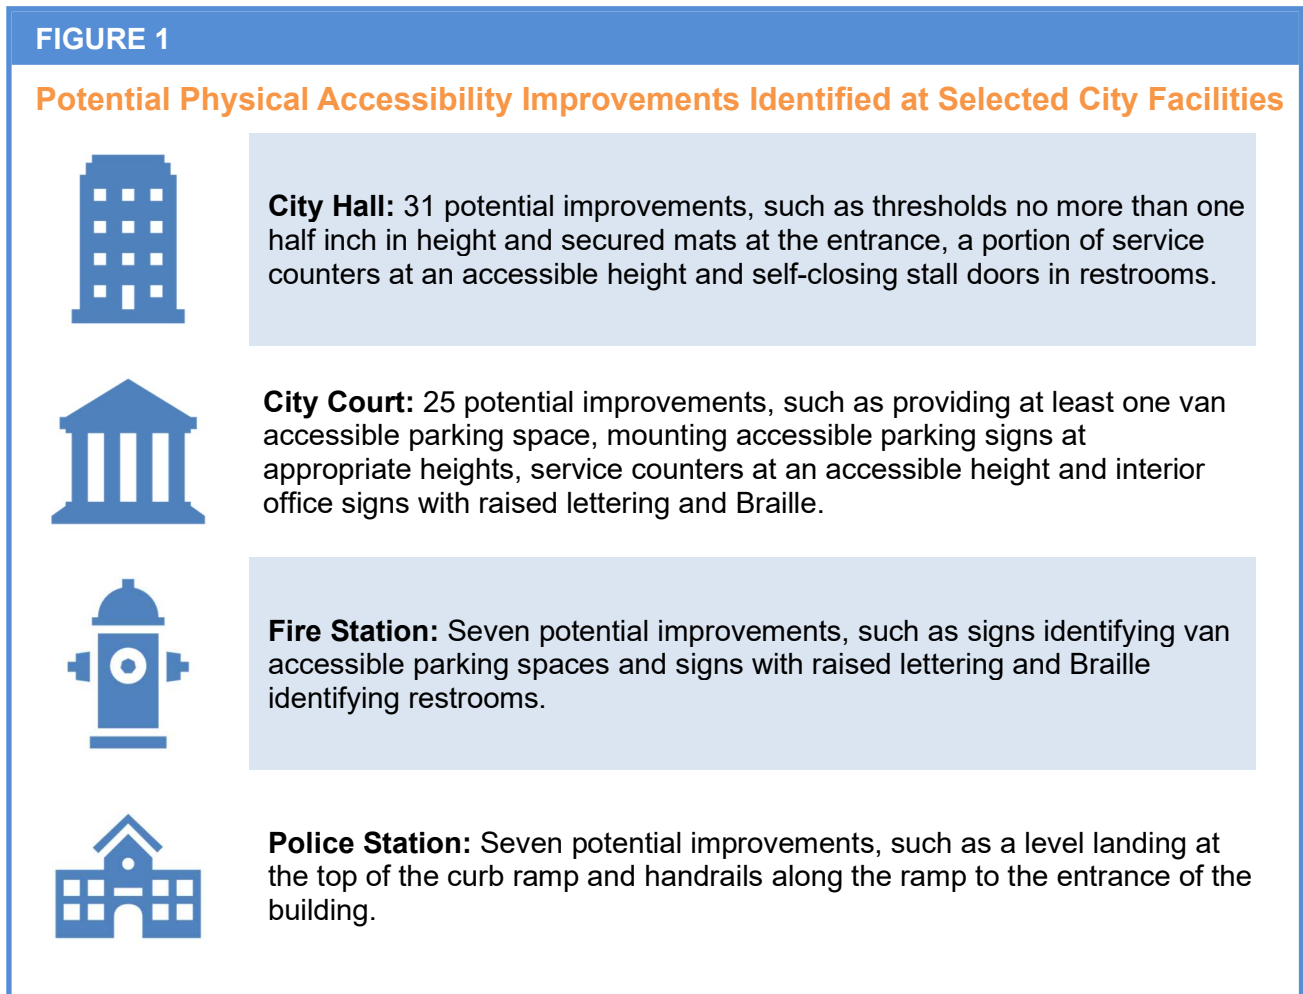 FIGURE 1
Potential Physical Accessibility Improvements Identified at Selected City Facilities
City Hall: 31 potential improvements, such as thresholds no more than one
half inch in height and secured mats at the entrance, a portion of service
counters at an accessible height and self-closing stall doors in restrooms.
City Court: 25 potential improvements, such as providing at least one van
accessible parking space, mounting accessible parking signs at
appropriate heights, service counters at an accessible height and interior
office signs with raised lettering and Braille.
Fire Station: Seven potential improvements, such as signs identifying van
accessible parking spaces and signs with raised lettering and Braille
identifying restrooms.
Police Station: Seven potential improvements, such as a level landing at
the top of the curb ramp and handrails along the ramp to the entrance of the
building.